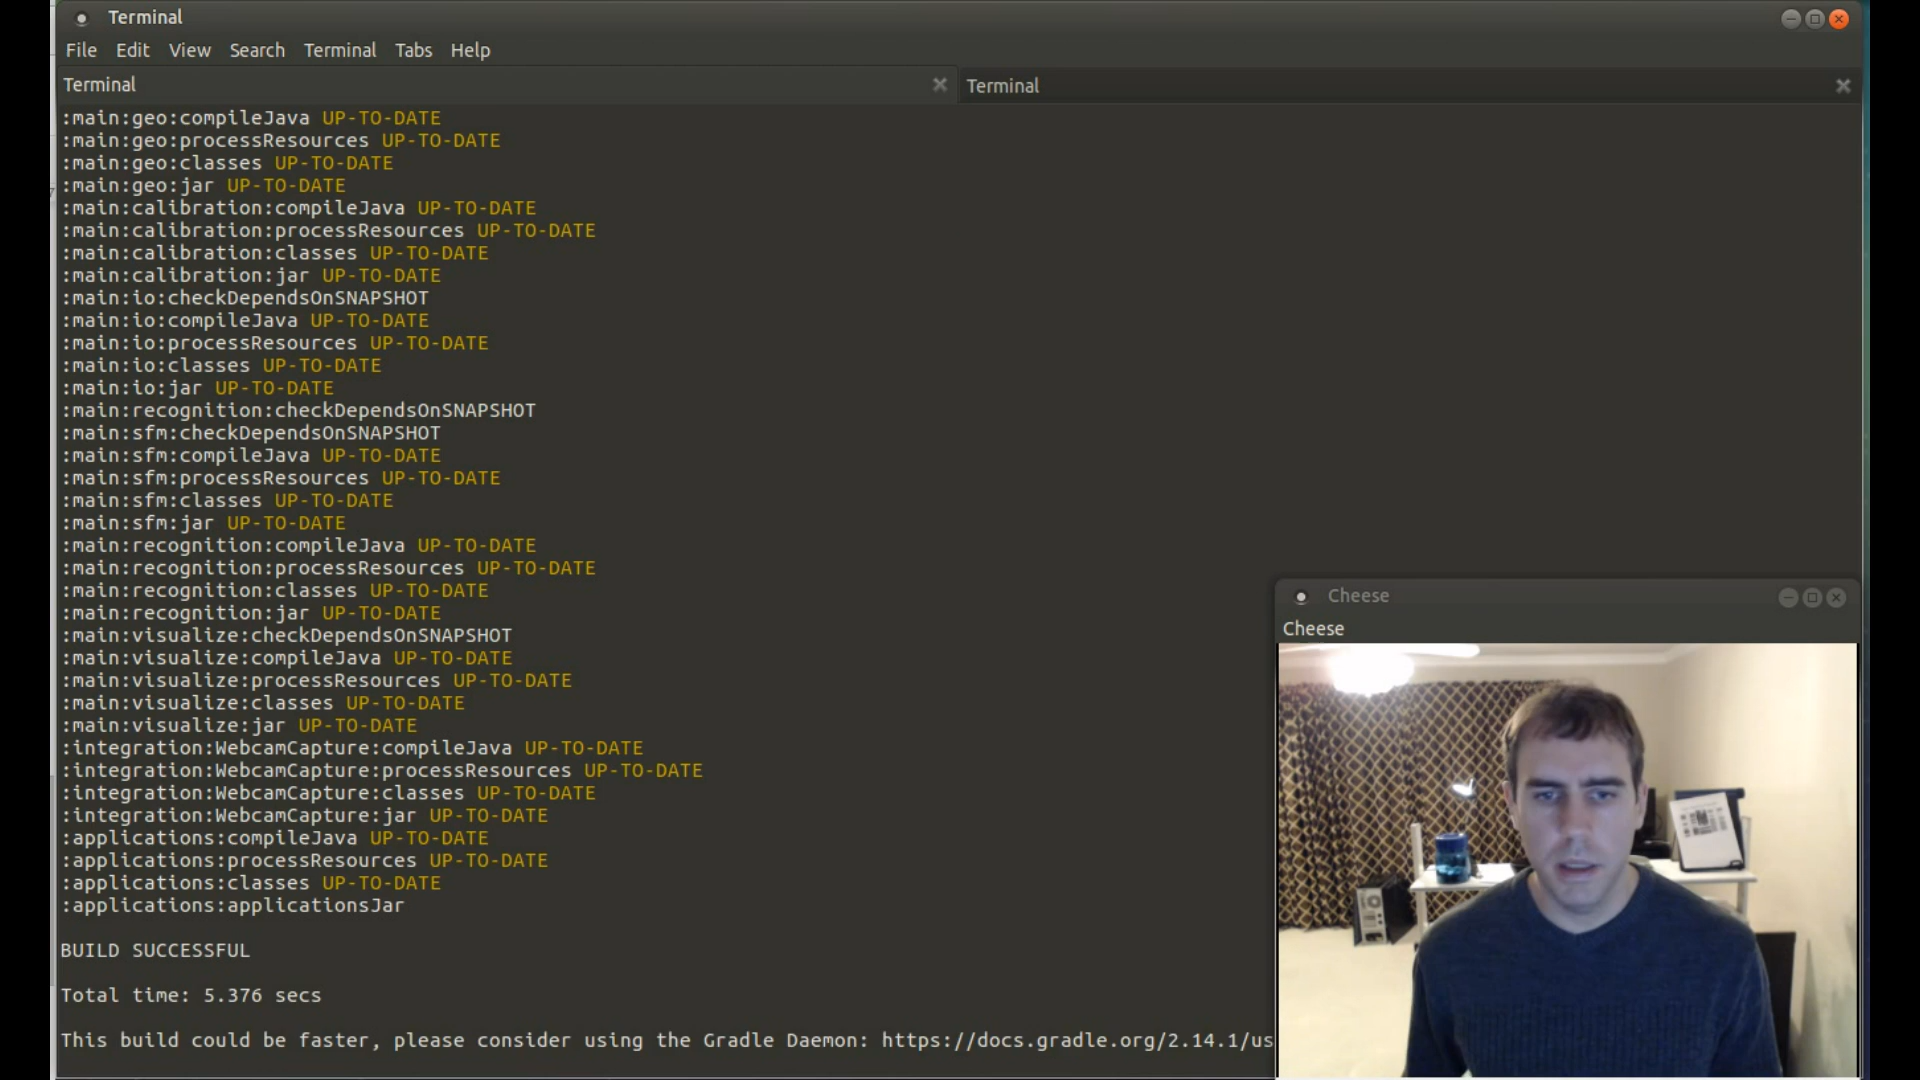 Terminal
File Edit View Search Terminal Tabs Help
Terminal
Terminal
:main:geo:compileJava UP-TO-DATE
:main:geo:processResources UP-TO-DATE
:main:geo:classes UP-TO-DATE
:main:geo:jar UP-TO-DATE
:main:calibration:compileJava UP-TO-DATE
:main:calibration:processResources UP-TO-DATE
:main:calibration:classes UP-TO-DATE
:main:calibration:jar UP-TO-DATE
:main:io:checkDependsOnSNAPSHOT
:main:io:compileJava UP-TO-DATE
:main:io:processResources UP-TO-DATE
:main:io:classes UP-TO-DATE
:main:io:jar UP-TO-DATE
:main:recognition:checkDependsOnSNAPSHOT
:main:sfm:checkDependsOnSNAPSHOT
:main:sfm:compileJava UP-TO-DATE
:main:sfm:processResources UP-TO-DATE
:main:sfm:classes UP-TO-DATE
:main:sfm:jar UP-TO-DATE
:main:recognition:compileJava UP-TO-DATE
:main:recognition:processResources UP-TO-DATE
:main:recognition:classes UP-TO-DATE
:main:recognition:jar UP-TO-DATE
:main:visualize:checkDependsOnSNAPSHOT
:main:visualize:compileJava UP-TO-DATE
:main:visualize:processResources UP-TO-DATE
:main:visualize:classes UP-TO-DATE
:main:visualize:jar UP-TO-DATE
:integration:WebcamCapture:compileJava UP-TO-DATE
:integration:WebcamCapture:processResources UP-TO-DATE
:integration:WebcamCapture:classes UP-TO-DATE
:integration:WebcamCapture:jar UP-TO-DATE
:applications:compileJava UP-TO-DATE
:applications:processResources UP-TO-DATE
:applications:classes UP-TO-DATE
:applications:applicationsJar
BUILD SUCCESSFUL
Total time: 5.376 secs
This build could be faster, please consider using the Gradle Daemon: https://docs.gradle.org/2.14.1/us
Cheese
Cheese